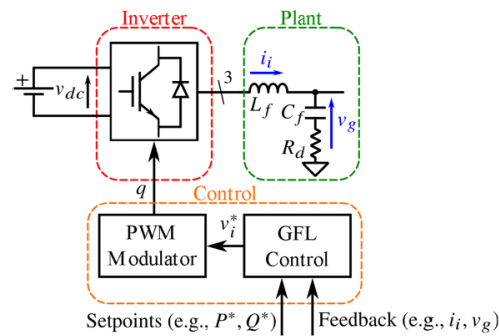 Inverter
Plant
+
v_dc
3
i_i
L_f
C_f
v_g
R_d
q
Control
PWM
Modulator
v_i^*
GFL
Control
Setpoints (e.g., P*, Q*)
Feedback (e.g., i_i, v_g)